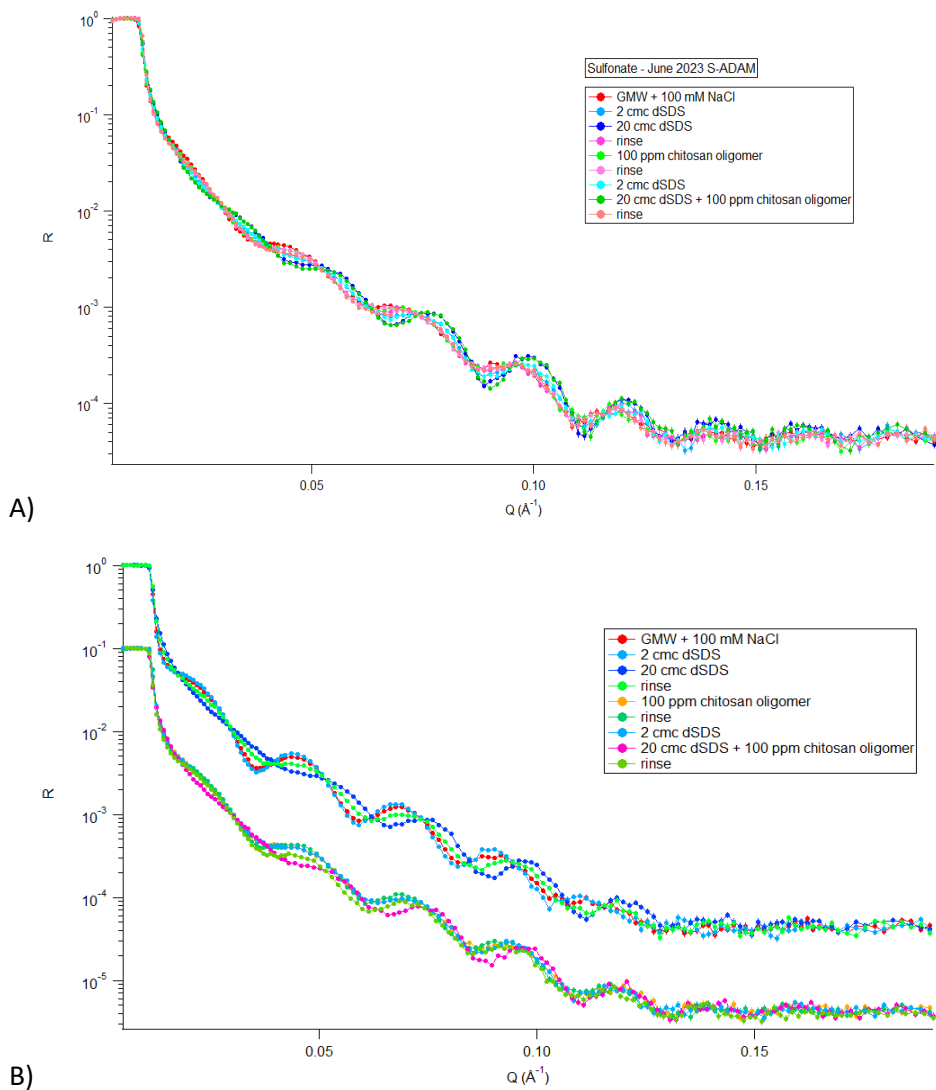 10⁰
10⁻¹
10⁻²
10⁻³
10⁻⁴
R
Sulfonate - June 2023 S-ADAM
GMW + 100 mM NaCl
2 cmc dSDS
20 cmc dSDS
rinse
100 ppm chitosan oligomer
rinse
2 cmc dSDS
20 cmc dSDS + 100 ppm chitosan oligomer
rinse
0.05
0.10
0.15
Q (Å⁻¹)
A)
10⁰
10⁻¹
10⁻²
10⁻³
10⁻⁴
10⁻⁵
R
GMW + 100 mM NaCl
2 cmc dSDS
20 cmc dSDS
rinse
100 ppm chitosan oligomer
rinse
2 cmc dSDS
20 cmc dSDS + 100 ppm chitosan oligomer
rinse
0.05
0.10
0.15
Q (Å⁻¹)
B)